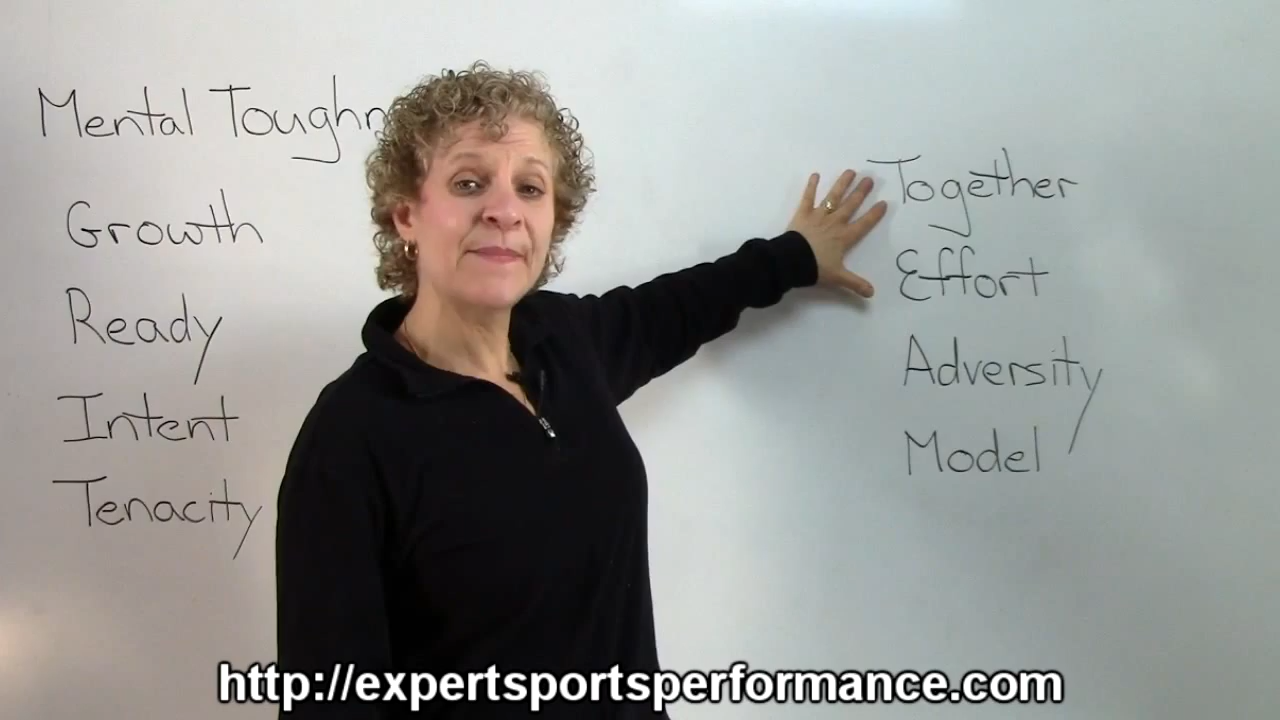 Mental Toughn
Growth
Ready
Intent
Tenacity
Together
Effort
Adversity
Model
http://expertsportsperformance.com